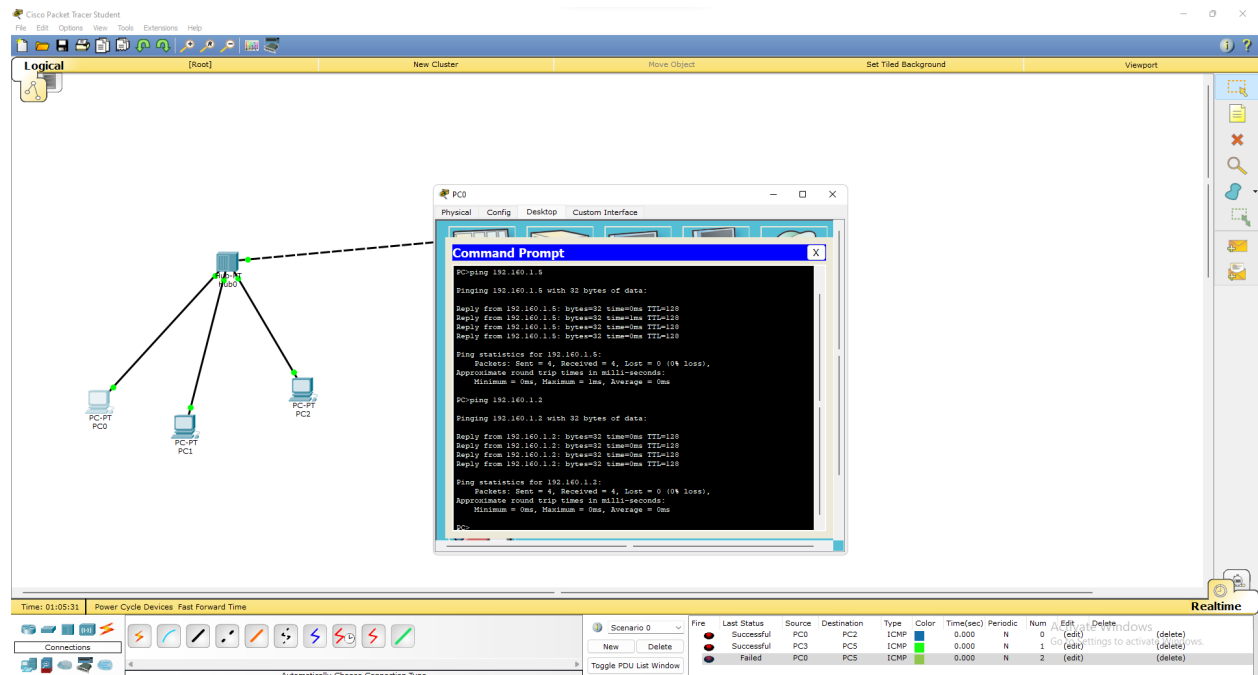 Cisco Packet Tracer Student
File Edit Options View Tools Extensions Help
Logical [Root] New Cluster Move Object Set Tiled Background Viewport
PC0
Physical Config Desktop Custom Interface
Command Prompt X
PC>ping 192.160.1.5
Pinging 192.160.1.5 with 32 bytes of data:
Reply from 192.160.1.5: bytes=32 time=0ms TTL=128
Reply from 192.160.1.5: bytes=32 time=1ms TTL=128
Reply from 192.160.1.5: bytes=32 time=0ms TTL=128
Reply from 192.160.1.5: bytes=32 time=0ms TTL=128
Ping statistics for 192.160.1.5:
Packets: Sent = 4, Received = 4, Lost = 0 (0% loss),
Approximate round trip times in milli-seconds:
Minimum = 0ms, Maximum = 1ms, Average = 0ms
PC>ping 192.160.1.2
Pinging 192.160.1.2 with 32 bytes of data:
Reply from 192.160.1.2: bytes=32 time=0ms TTL=128
Reply from 192.160.1.2: bytes=32 time=0ms TTL=128
Reply from 192.160.1.2: bytes=32 time=0ms TTL=128
Reply from 192.160.1.2: bytes=32 time=0ms TTL=128
Ping statistics for 192.160.1.2:
Packets: Sent = 4, Received = 4, Lost = 0 (0% loss),
Approximate round trip times in milli-seconds:
Minimum = 0ms, Maximum = 0ms, Average = 0ms
PC>
Hub-PT
Hub0
PC-PT
PC0
PC-PT
PC1
PC-PT
PC2
Time: 01:05:31 Power Cycle Devices Fast Forward Time
Realtime
Connections
Automatically Choose Connection Type
Scenario 0
New Delete
Toggle PDU List Window
Fire Last Status Source Destination Type Color Time(sec) Periodic Num Edit Delete
Successful PC0 PC2 ICMP 0.000 N 0 (edit) (delete)
Successful PC3 PC5 ICMP 0.000 N 1 (edit) (delete)
Failed PC0 PC5 ICMP 0.000 N 2 (edit) (delete)
Activate Windows
Go to Settings to activate Windows.